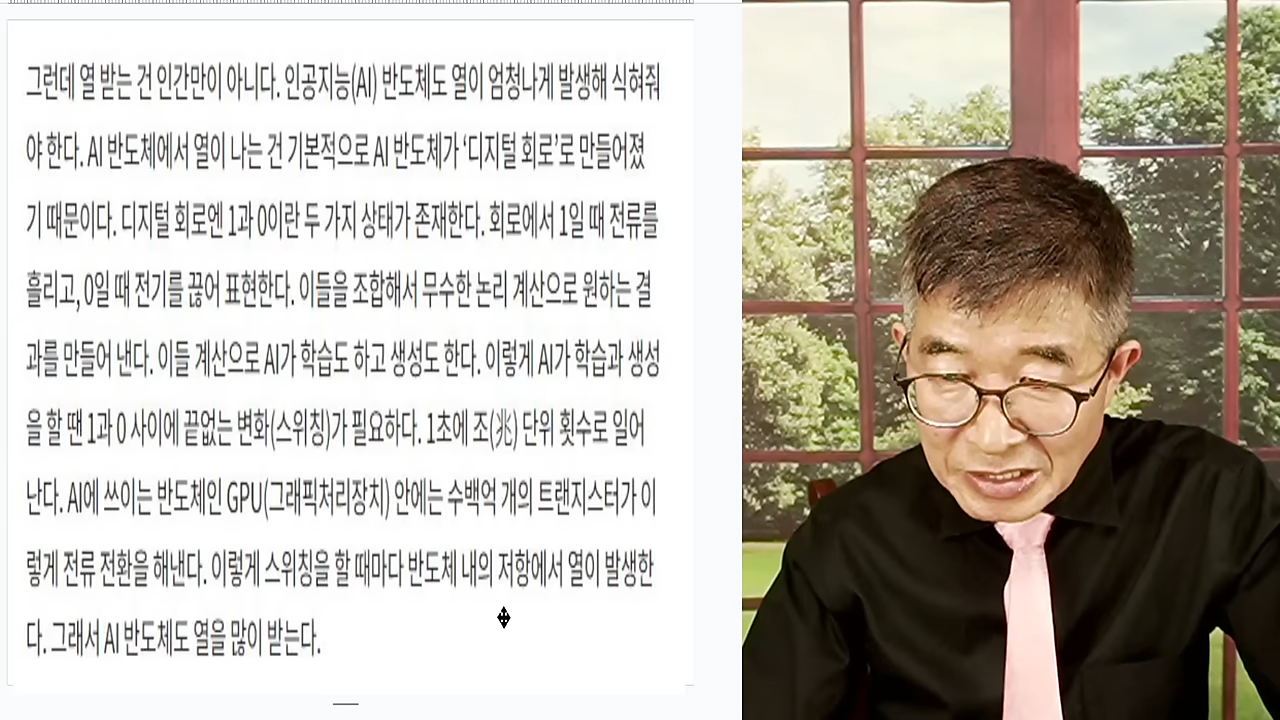 그런데 열 받는 건 인간만이 아니다. 인공지능(AI) 반도체도 열이 엄청나게 발생해 식혀줘
야 한다. AI 반도체에서 열이 나는 건 기본적으로 AI 반도체가 ‘디지털 회로’로 만들어졌
기 때문이다. 디지털 회로엔 1과 0이란 두 가지 상태가 존재한다. 회로에서 1일 때 전류를
흘리고, 0일 때 전기를 끊어 표현한다. 이들을 조합해서 무수한 논리 계산으로 원하는 결
과를 만들어 낸다. 이들 계산으로 AI가 학습도 하고 생성도 한다. 이렇게 AI가 학습과 생성
을 할 땐 1과 0 사이에 끝없는 변화(스위칭)가 필요하다. 1초에 조(兆) 단위 횟수로 일어
난다. AI에 쓰이는 반도체인 GPU(그래픽처리장치) 안에는 수백억 개의 트랜지스터가 이
렇게 전류 전환을 해낸다. 이렇게 스위칭을 할 때마다 반도체 내의 저항에서 열이 발생한
다. 그래서 AI 반도체도 열을 많이 받는다.